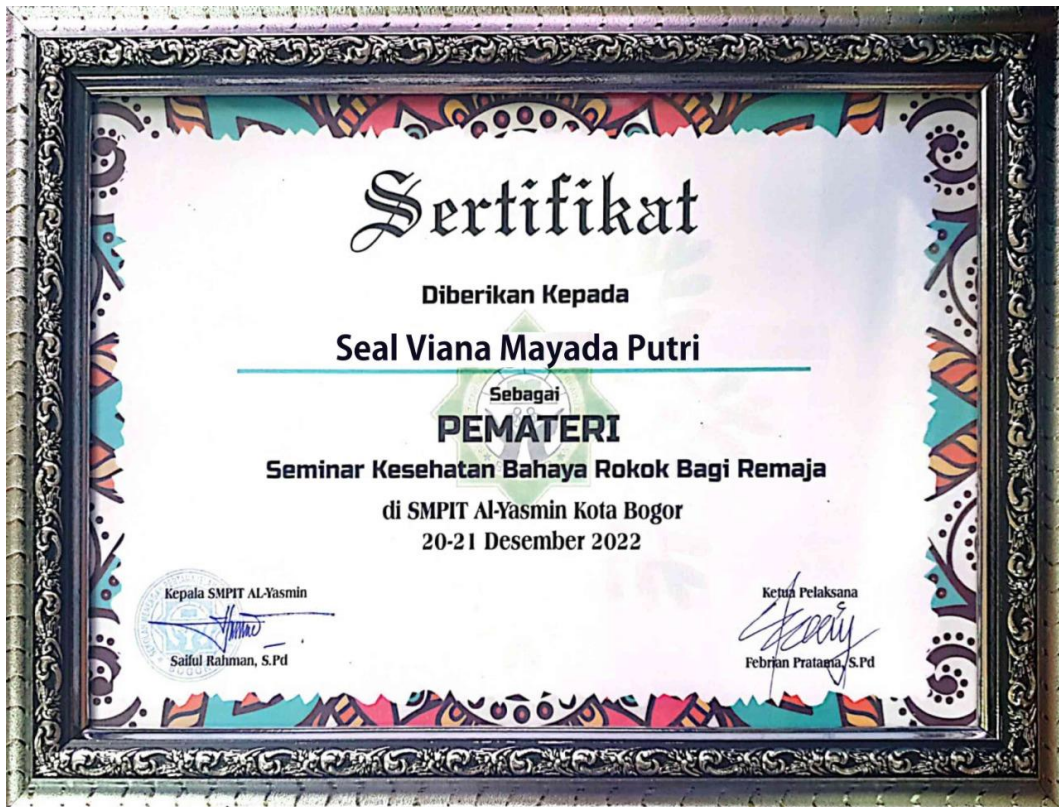 Sertifikat
Diberikan Kepada
Seal Viana Mayada Putri
Sebagai
PEMATERI
Seminar Kesehatan Bahaya Rokok Bagi Remaja
di SMPIT Al-Yasmin Kota Bogor
20-21 Desember 2022
Kepala SMPIT AL-Yasmin
Saiful Rahman, S.Pd
Ketua Pelaksana
Febrian Pratama, S.Pd